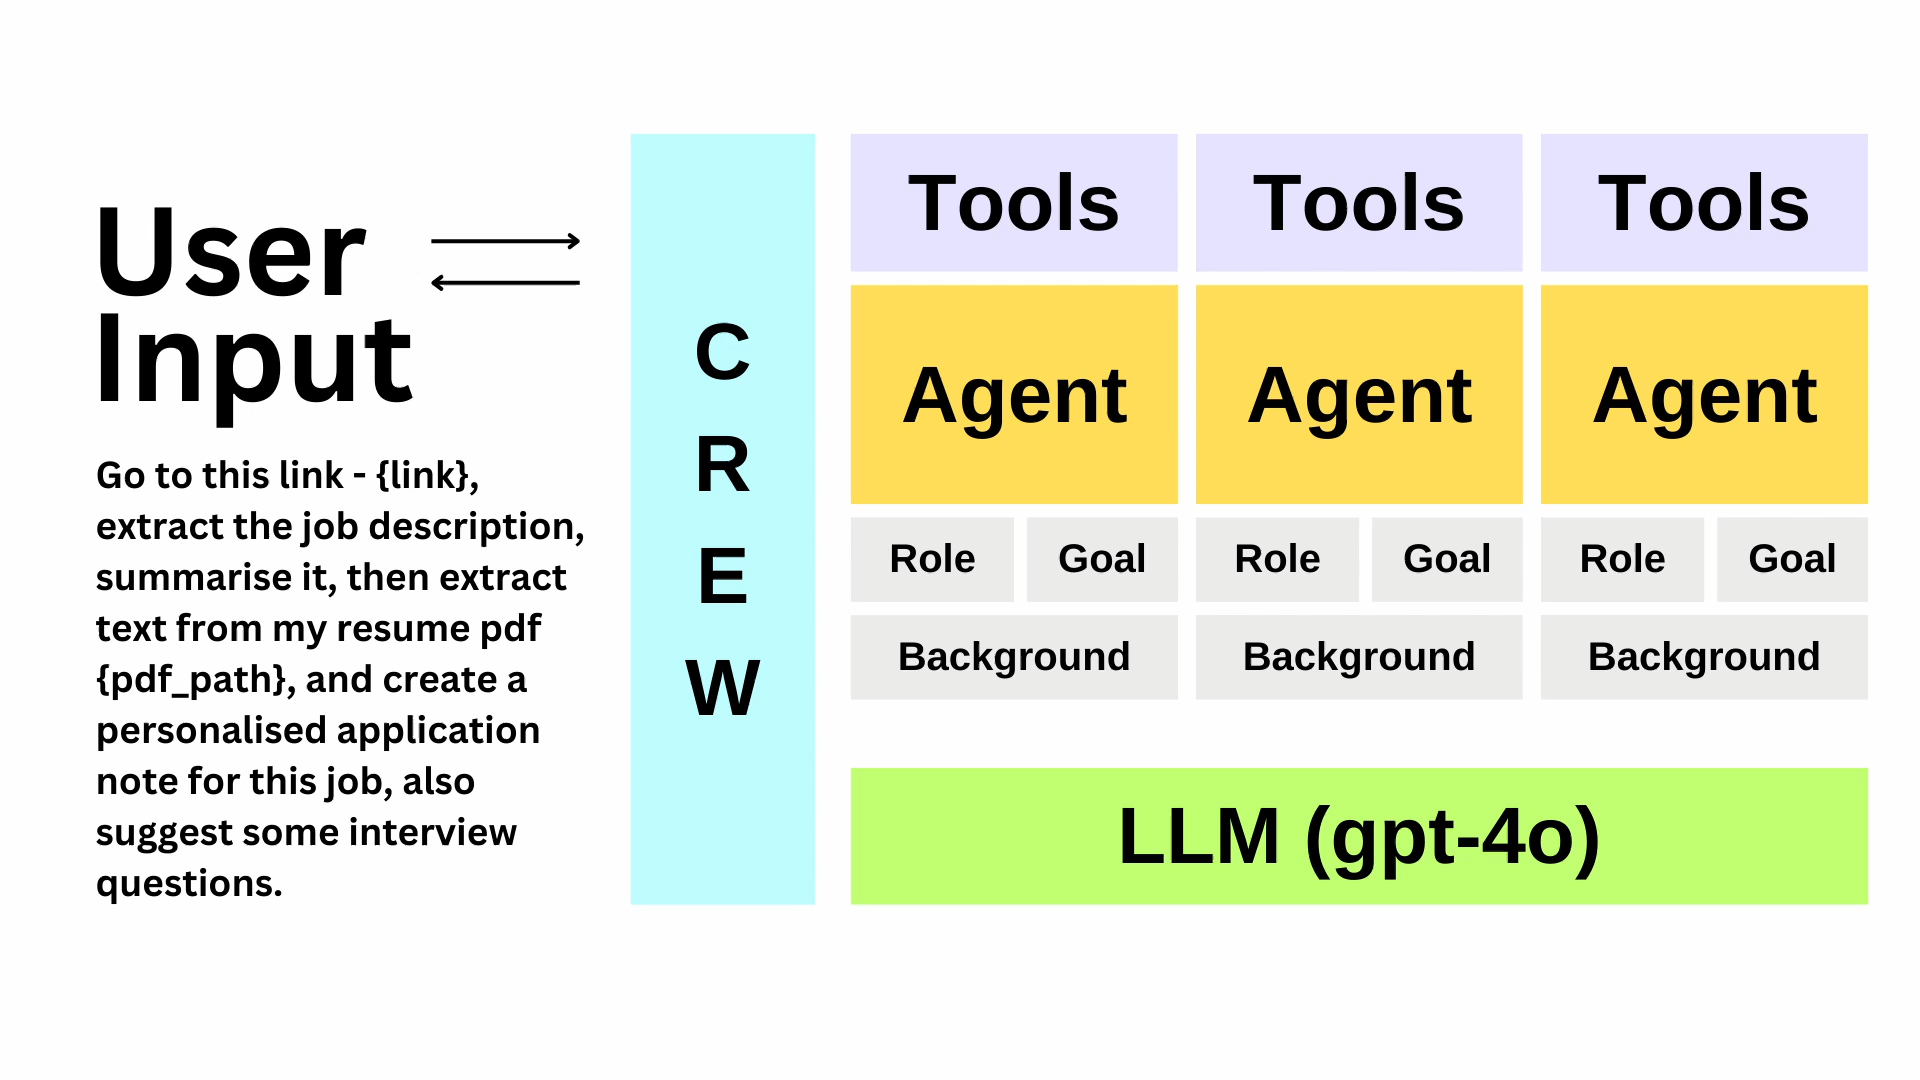 User
Input
Go to this link - {link},
extract the job description,
summarise it, then extract
text from my resume pdf
{pdf_path}, and create a
personalised application
note for this job, also
suggest some interview
questions.
C
R
E
W
Tools Tools Tools
Agent Agent Agent
Role Goal Role Goal Role Goal
Background Background Background
LLM (gpt-4o)